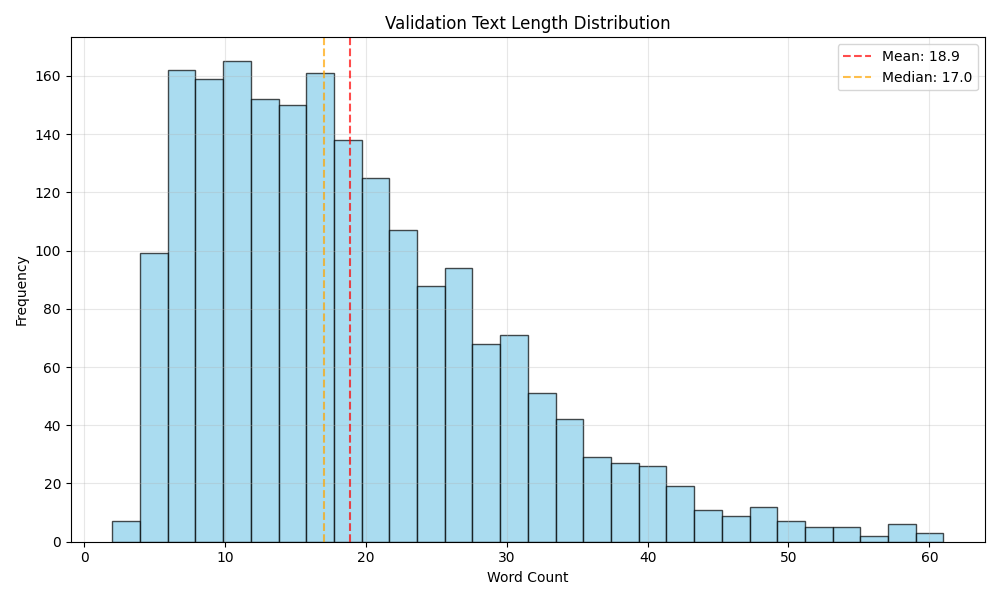 Validation Text Length Distribution
Mean: 18.9
Median: 17.0
Frequency
160
140
120
100
80
60
40
20
0
0 10 20 30 40 50 60
Word Count